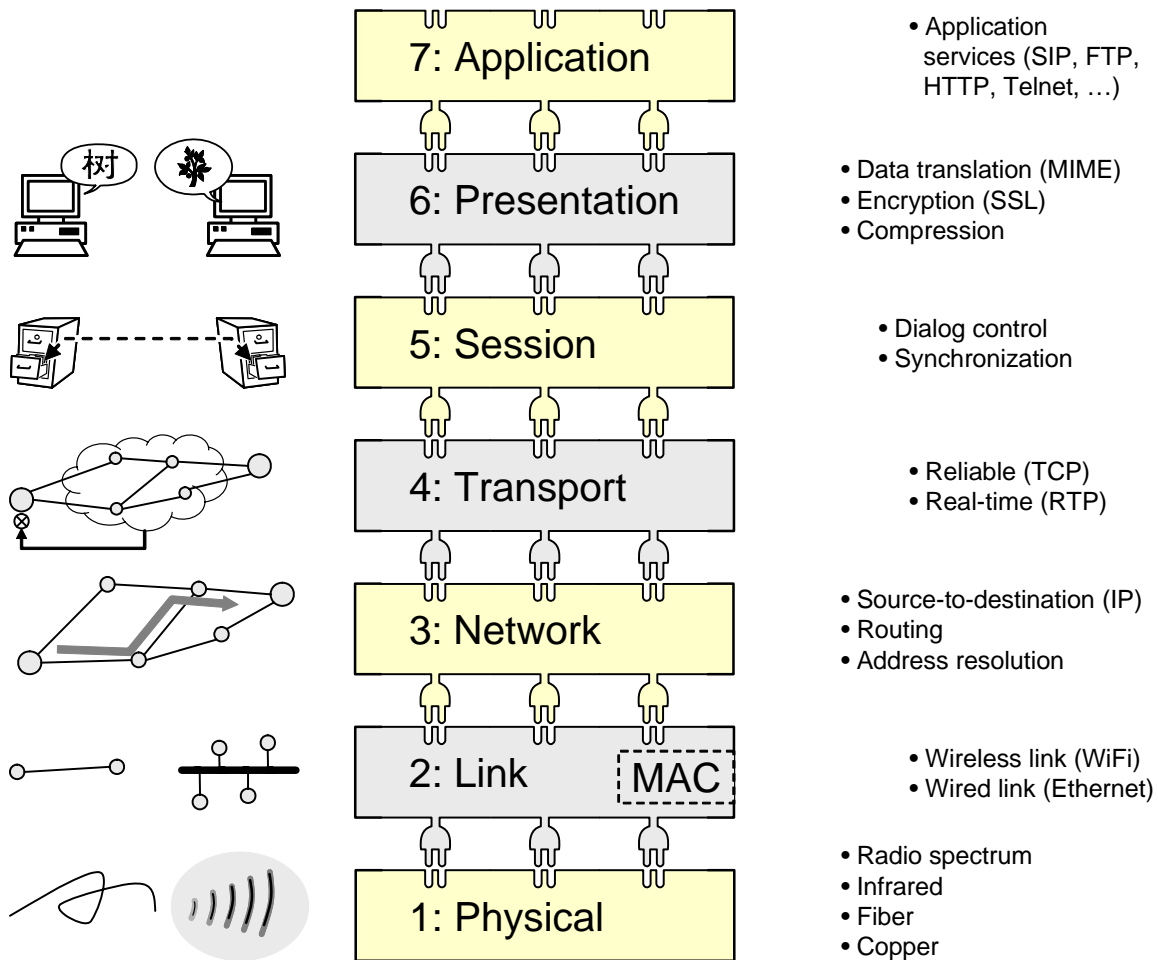 7: Application
• Application
services (SIP, FTP,
HTTP, Telnet, …)
树
6: Presentation
• Data translation (MIME)
• Encryption (SSL)
• Compression
5: Session
• Dialog control
• Synchronization
4: Transport
• Reliable (TCP)
• Real-time (RTP)
3: Network
• Source-to-destination (IP)
• Routing
• Address resolution
2: Link
MAC
• Wireless link (WiFi)
• Wired link (Ethernet)
1: Physical
• Radio spectrum
• Infrared
• Fiber
• Copper